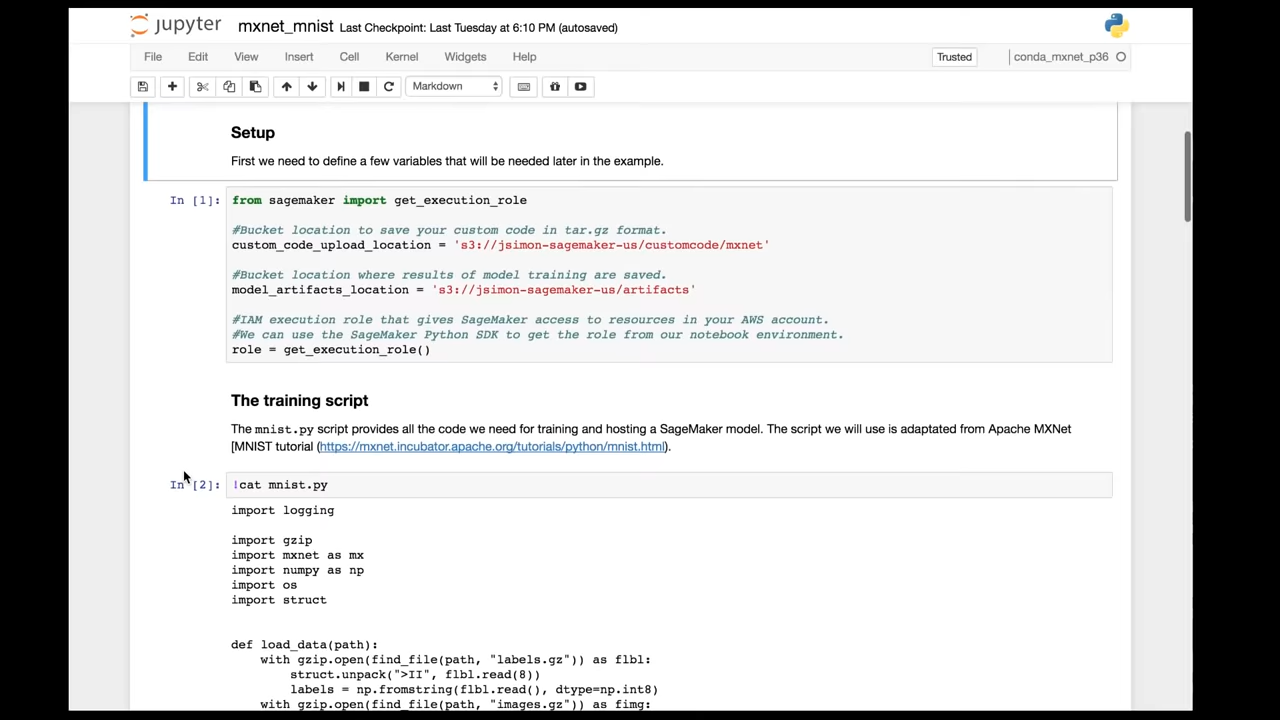 jupyter mxnet_mnist Last Checkpoint: Last Tuesday at 6:10 PM (autosaved)
File Edit View Insert Cell Kernel Widgets Help Trusted conda_mxnet_p36
Markdown
Setup
First we need to define a few variables that will be needed later in the example.
In [1]: from sagemaker import get_execution_role
#Bucket location to save your custom code in tar.gz format.
custom_code_upload_location = 's3://jsimon-sagemaker-us/customcode/mxnet'
#Bucket location where results of model training are saved.
model_artifacts_location = 's3://jsimon-sagemaker-us/artifacts'
#IAM execution role that gives SageMaker access to resources in your AWS account.
#We can use the SageMaker Python SDK to get the role from our notebook environment.
role = get_execution_role()
The training script
The mnist.py script provides all the code we need for training and hosting a SageMaker model. The script we will use is adaptated from Apache MXNet
[MNIST tutorial (https://mxnet.incubator.apache.org/tutorials/python/mnist.html).
In [2]: !cat mnist.py
import logging
import gzip
import mxnet as mx
import numpy as np
import os
import struct
def load_data(path):
with gzip.open(find_file(path, "labels.gz")) as flbl:
struct.unpack(">II", flbl.read(8))
labels = np.fromstring(flbl.read(), dtype=np.int8)
with gzip.open(find_file(path, "images.gz")) as fimg: